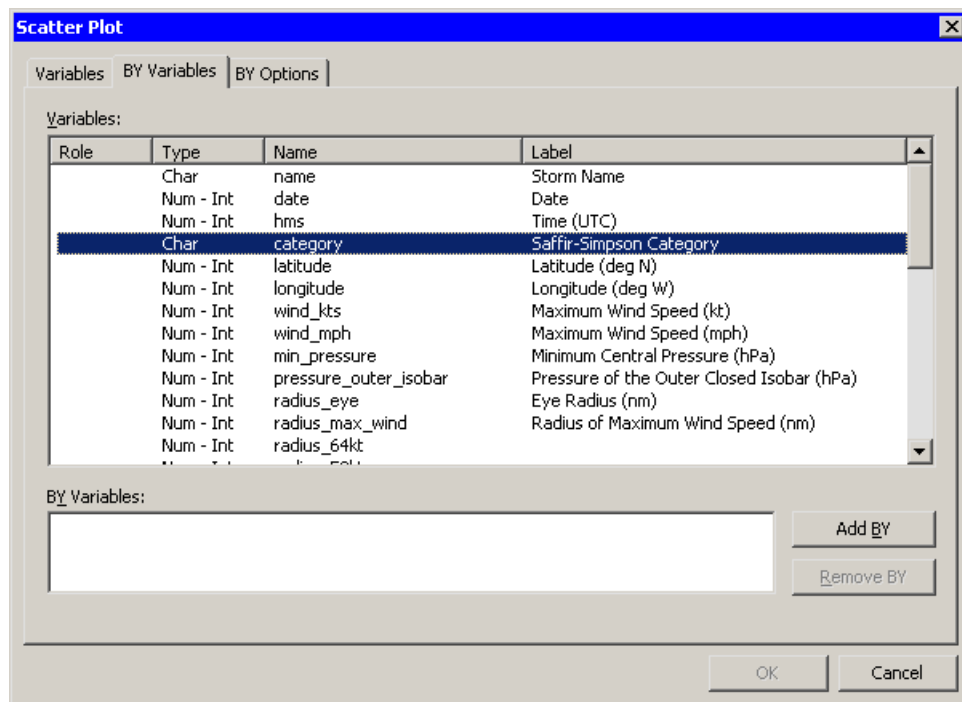 Scatter Plot
Variables BY Variables BY Options
Variables:
Role Type Name Label
Char name Storm Name
Num - Int date Date
Num - Int hms Time (UTC)
Char category Saffir-Simpson Category
Num - Int latitude Latitude (deg N)
Num - Int longitude Longitude (deg W)
Num - Int wind_kts Maximum Wind Speed (kt)
Num - Int wind_mph Maximum Wind Speed (mph)
Num - Int min_pressure Minimum Central Pressure (hPa)
Num - Int pressure_outer_isobar Pressure of the Outer Closed Isobar (hPa)
Num - Int radius_eye Eye Radius (nm)
Num - Int radius_max_wind Radius of Maximum Wind Speed (nm)
Num - Int radius_64kt
BY Variables:
Add BY
Remove BY
OK Cancel